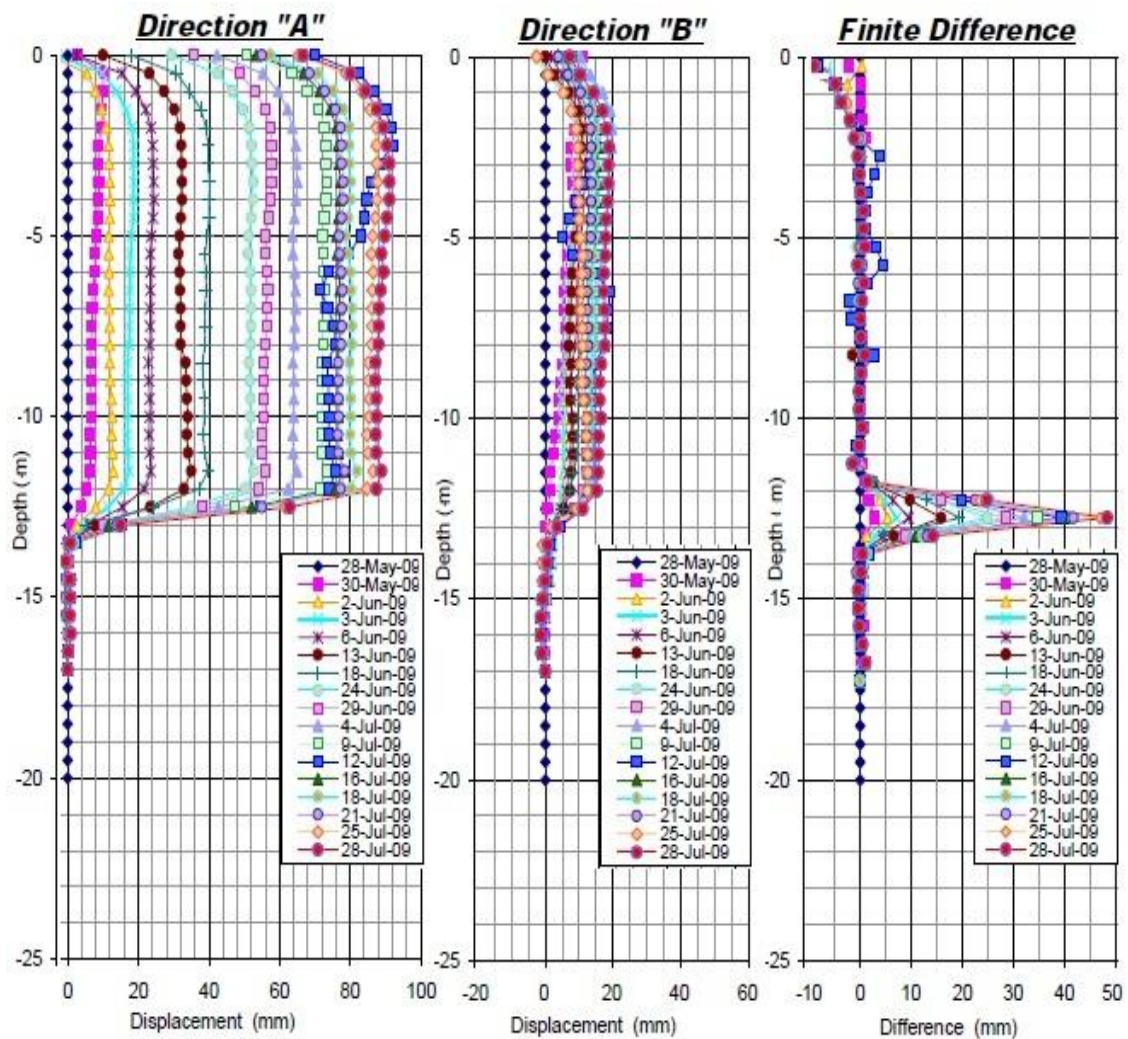 Direction "A"
0
-5
-10
-15
-20
-25
Depth (-m)
28-May-09
30-May-09
2-Jun-09
3-Jun-09
6-Jun-09
13-Jun-09
18-Jun-09
24-Jun-09
29-Jun-09
4-Jul-09
9-Jul-09
12-Jul-09
16-Jul-09
18-Jul-09
21-Jul-09
25-Jul-09
28-Jul-09
0 20 40 60 80 100
Displacement (mm)
Direction "B"
0
-5
-10
-15
-20
-25
Depth (-m)
28-May-09
30-May-09
2-Jun-09
3-Jun-09
6-Jun-09
13-Jun-09
18-Jun-09
24-Jun-09
29-Jun-09
4-Jul-09
9-Jul-09
12-Jul-09
16-Jul-09
18-Jul-09
21-Jul-09
25-Jul-09
28-Jul-09
-20 0 20 40 60
Displacement (mm)
Finite Difference
0
-5
-10
-15
-20
-25
Depth (-m)
28-May-09
30-May-09
2-Jun-09
3-Jun-09
6-Jun-09
13-Jun-09
18-Jun-09
24-Jun-09
29-Jun-09
4-Jul-09
9-Jul-09
12-Jul-09
16-Jul-09
18-Jul-09
21-Jul-09
25-Jul-09
28-Jul-09
-10 0 10 20 30 40 50
Difference (mm)